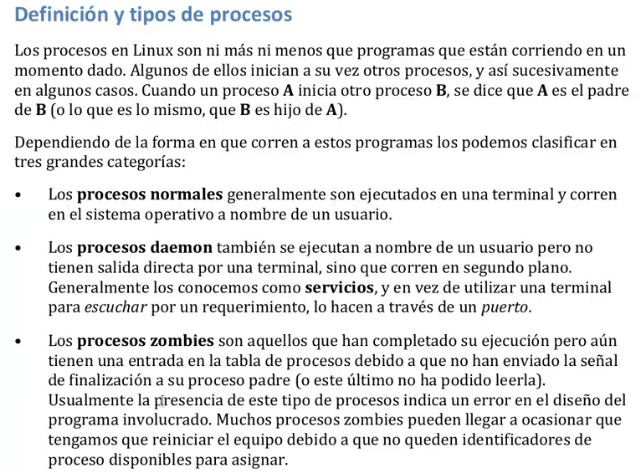 Definición y tipos de procesos
Los procesos en Linux son ni más ni menos que programas que están corriendo en un
momento dado. Algunos de ellos inician a su vez otros procesos, y así sucesivamente
en algunos casos. Cuando un proceso A inicia otro proceso B, se dice que A es el padre
de B (o lo que es lo mismo, que B es hijo de A).
Dependiendo de la forma en que corren a estos programas los podemos clasificar en
tres grandes categorías:
• Los procesos normales generalmente son ejecutados en una terminal y corren
en el sistema operativo a nombre de un usuario.
• Los procesos daemon también se ejecutan a nombre de un usuario pero no
tienen salida directa por una terminal, sino que corren en segundo plano.
Generalmente los conocemos como servicios, y en vez de utilizar una terminal
para escuchar por un requerimiento, lo hacen a través de un puerto.
• Los procesos zombies son aquellos que han completado su ejecución pero aún
tienen una entrada en la tabla de procesos debido a que no han enviado la señal
de finalización a su proceso padre (o este último no ha podido leerla).
Usualmente la presencia de este tipo de procesos indica un error en el diseño del
programa involucrado. Muchos procesos zombies pueden llegar a ocasionar que
tengamos que reiniciar el equipo debido a que no queden identificadores de
proceso disponibles para asignar.